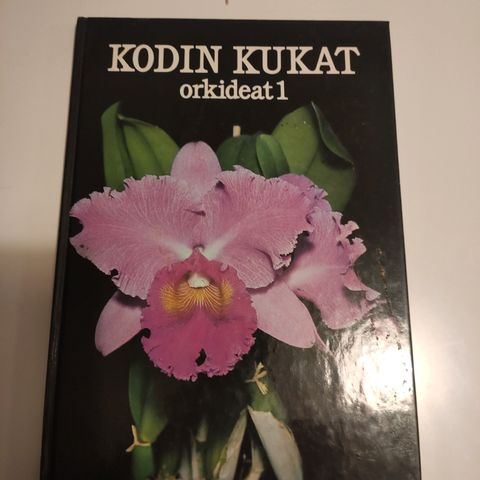 KODIN KUKAT
orkideat 1